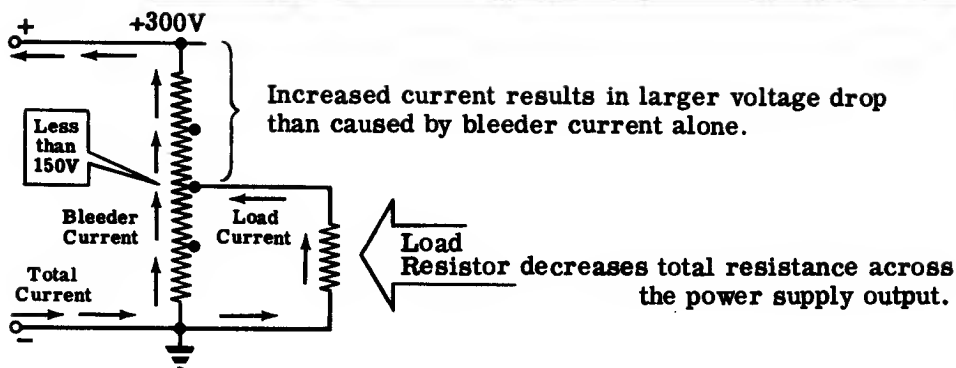 +
+300V
Increased current results in larger voltage drop
than caused by bleeder current alone.
Less
than
150V
Bleeder
Current
Load
Current
Load
Resistor decreases total resistance across
the power supply output.
Total
Current
-